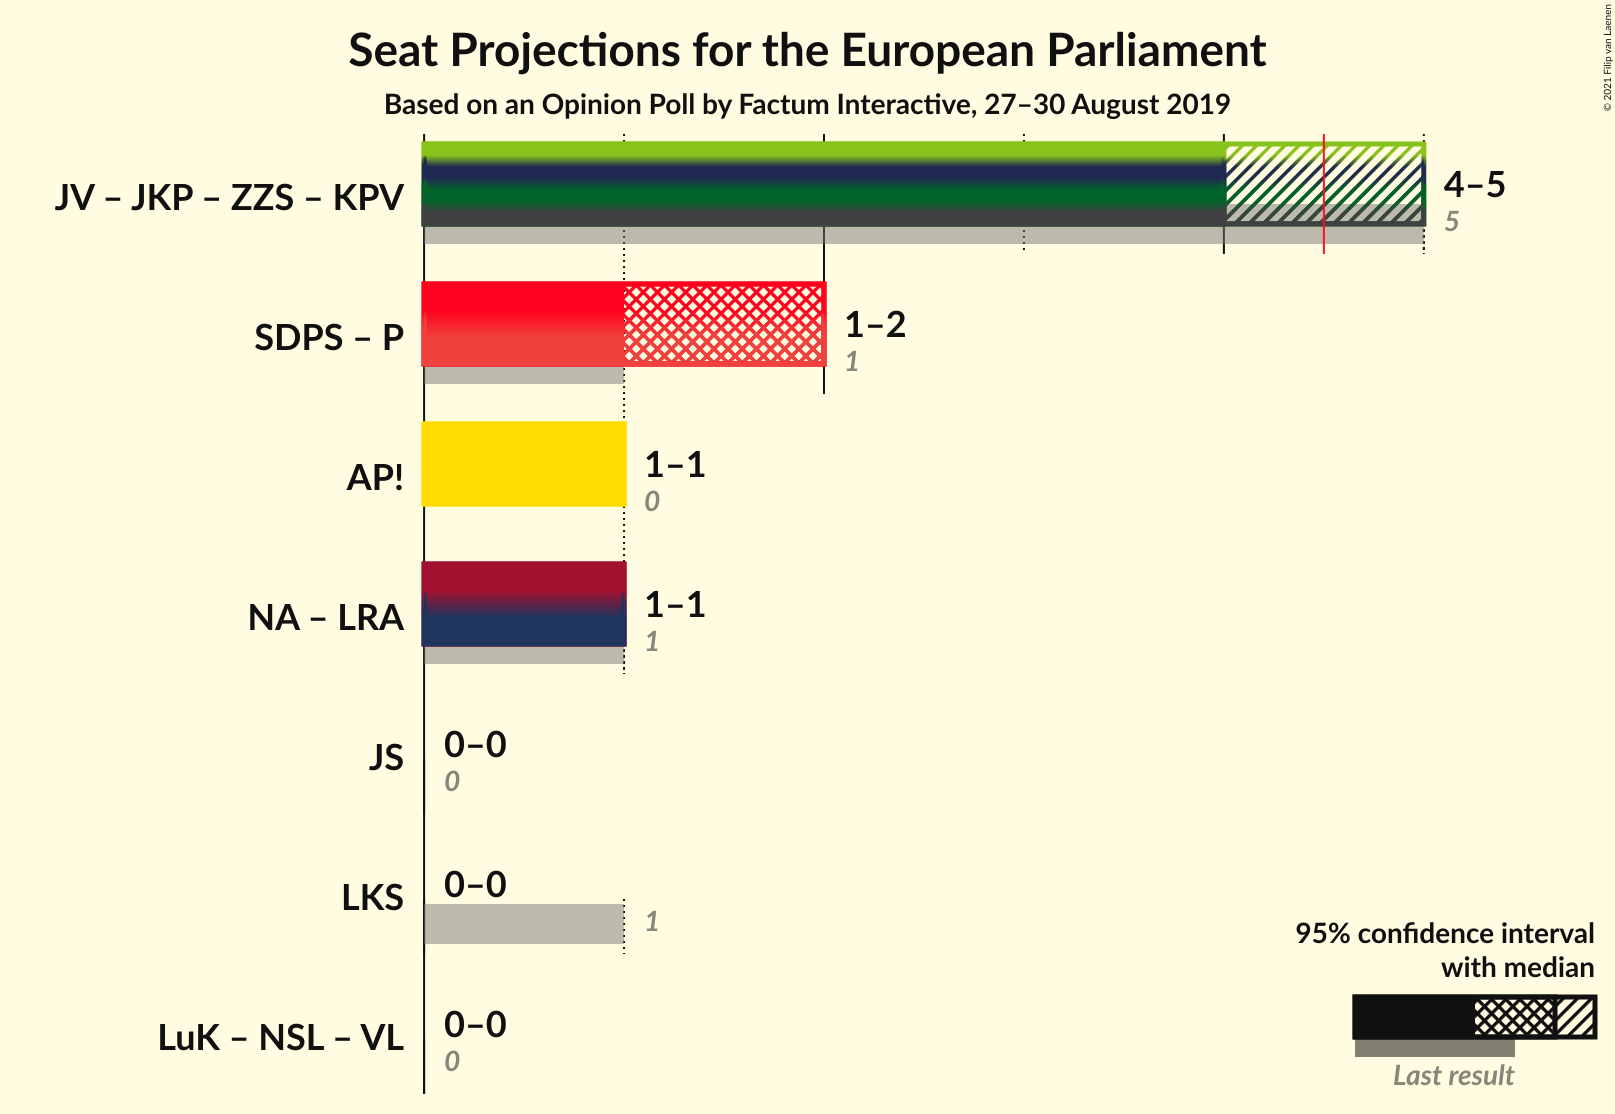 Seat Projections for the European Parliament
Based on an Opinion Poll by Factum Interactive, 27–30 August 2019
© 2021 Filip van Laenen
JV – JKP – ZZS – KPV
4–5
5
SDPS – P
1–2
1
AP!
1–1
0
NA – LRA
1–1
1
JS
0–0
0
LKS
0–0
1
LuK – NSL – VL
0–0
0
95% confidence interval
with median
Last result